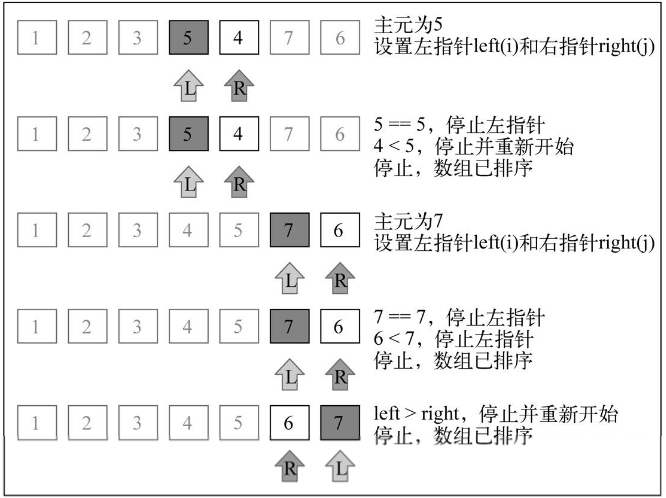 1 2 3 5 4 7 6
主元为5
设置左指针left(i)和右指针right(j)
L R
1 2 3 5 4 7 6
5 == 5，停止左指针
4 < 5，停止并重新开始
停止，数组已排序
L R
1 2 3 4 5 7 6
主元为7
设置左指针left(i)和右指针right(j)
L R
1 2 3 4 5 7 6
7 == 7，停止左指针
6 < 7，停止左指针
停止，数组已排序
L R
1 2 3 4 5 6 7
left > right，停止并重新开始
停止，数组已排序
R L